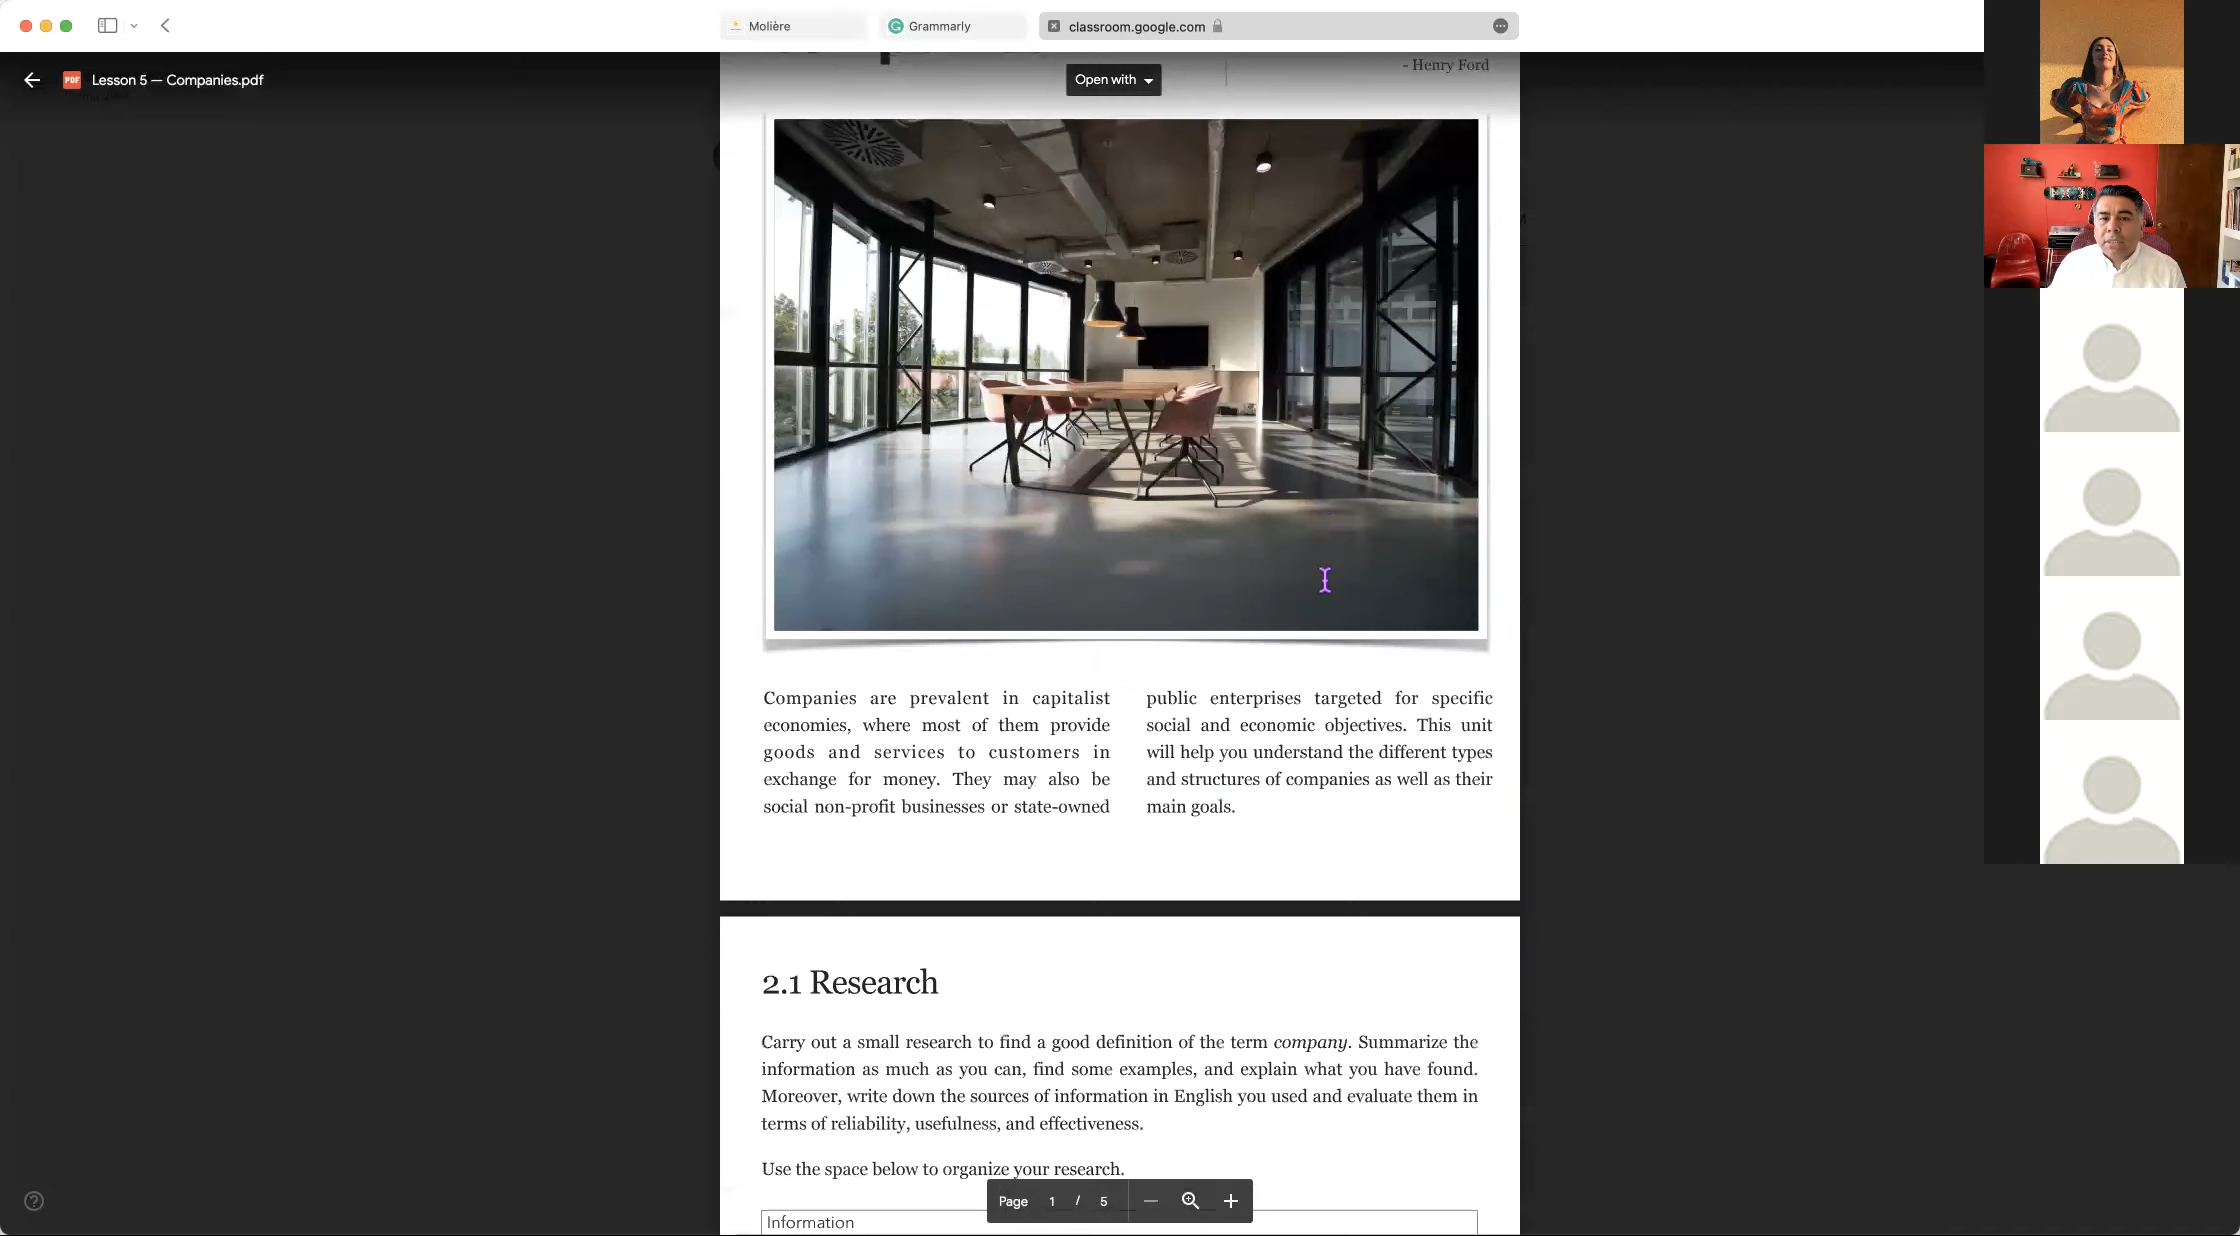 Molière
Grammarly
classroom.google.com
PDF
Lesson 5 — Companies.pdf
Open with
- Henry Ford
Companies are prevalent in capitalist
economies, where most of them provide
goods and services to customers in
exchange for money. They may also be
social non-profit businesses or state-owned
public enterprises targeted for specific
social and economic objectives. This unit
will help you understand the different types
and structures of companies as well as their
main goals.
2.1 Research
Carry out a small research to find a good definition of the term company. Summarize the
information as much as you can, find some examples, and explain what you have found.
Moreover, write down the sources of information in English you used and evaluate them in
terms of reliability, usefulness, and effectiveness.
Use the space below to organize your research.
Page 1 / 5
Information